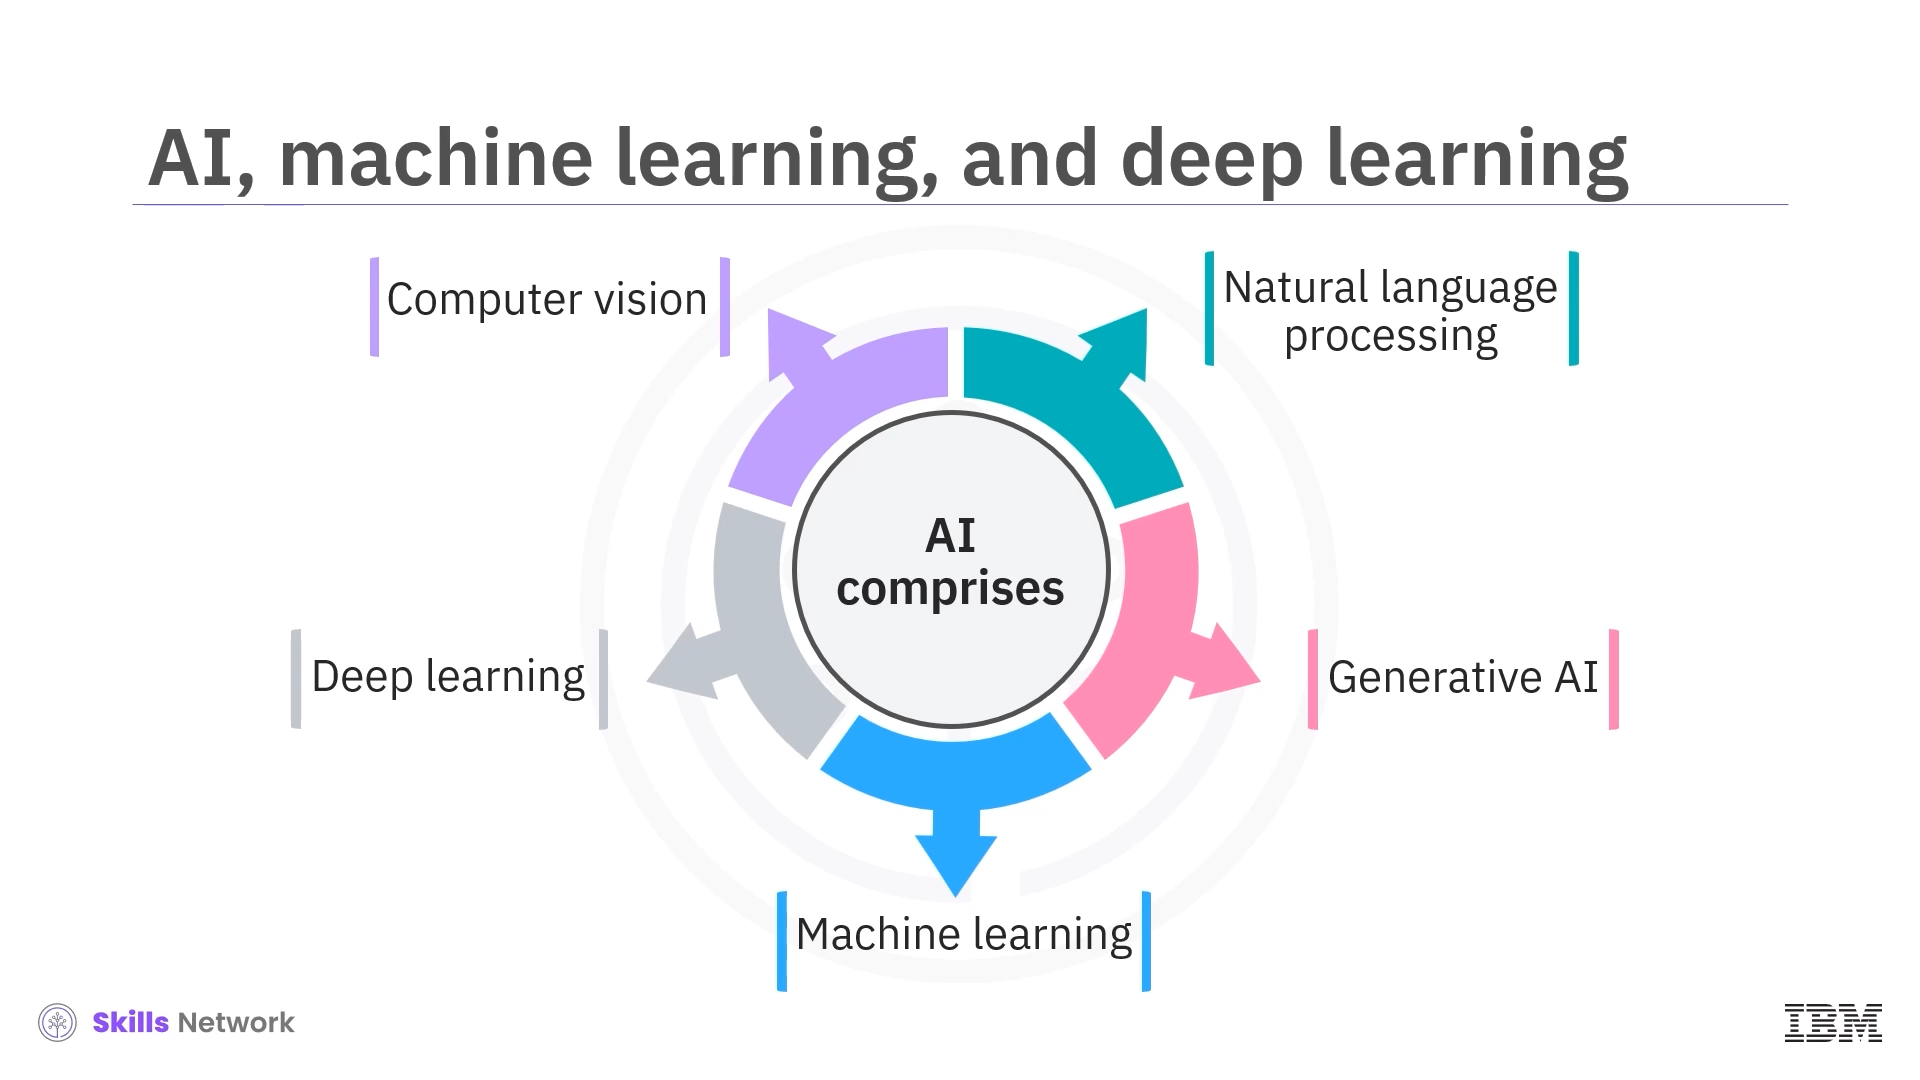 AI, machine learning, and deep learning
Computer vision
Natural language
processing
AI
comprises
Deep learning
Generative AI
Machine learning
Skills Network
IBM